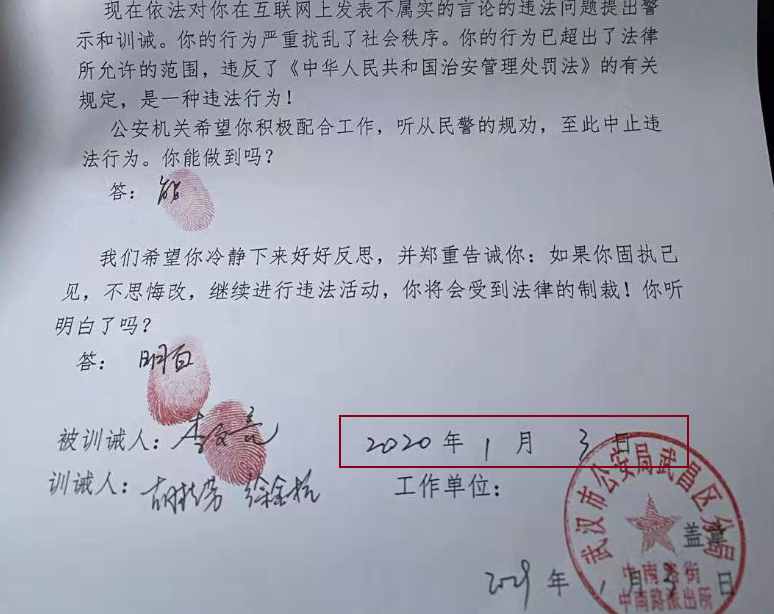 现在依法对你在互联网上发表不属实的言论的违法问题提出警
示和训诫。你的行为严重扰乱了社会秩序。你的行为已超出了法律
所允许的范围，违反了《中华人民共和国治安管理处罚法》的有关
规定，是一种违法行为！
公安机关希望你积极配合工作，听从民警的规劝，至此中止违
法行为。你能做到吗？
答：能
我们希望你冷静下来好好反思，并郑重告诫你：如果你固执己
见，不思悔改，继续进行违法活动，你将会受到法律的制裁！你听
明白了吗？
答：明白
被训诫人：李文亮 2020年1月3日
训诫人： 工作单位：
武汉市公安局武昌区分局
盖章
中南路街
中南路派出所
年1月3日